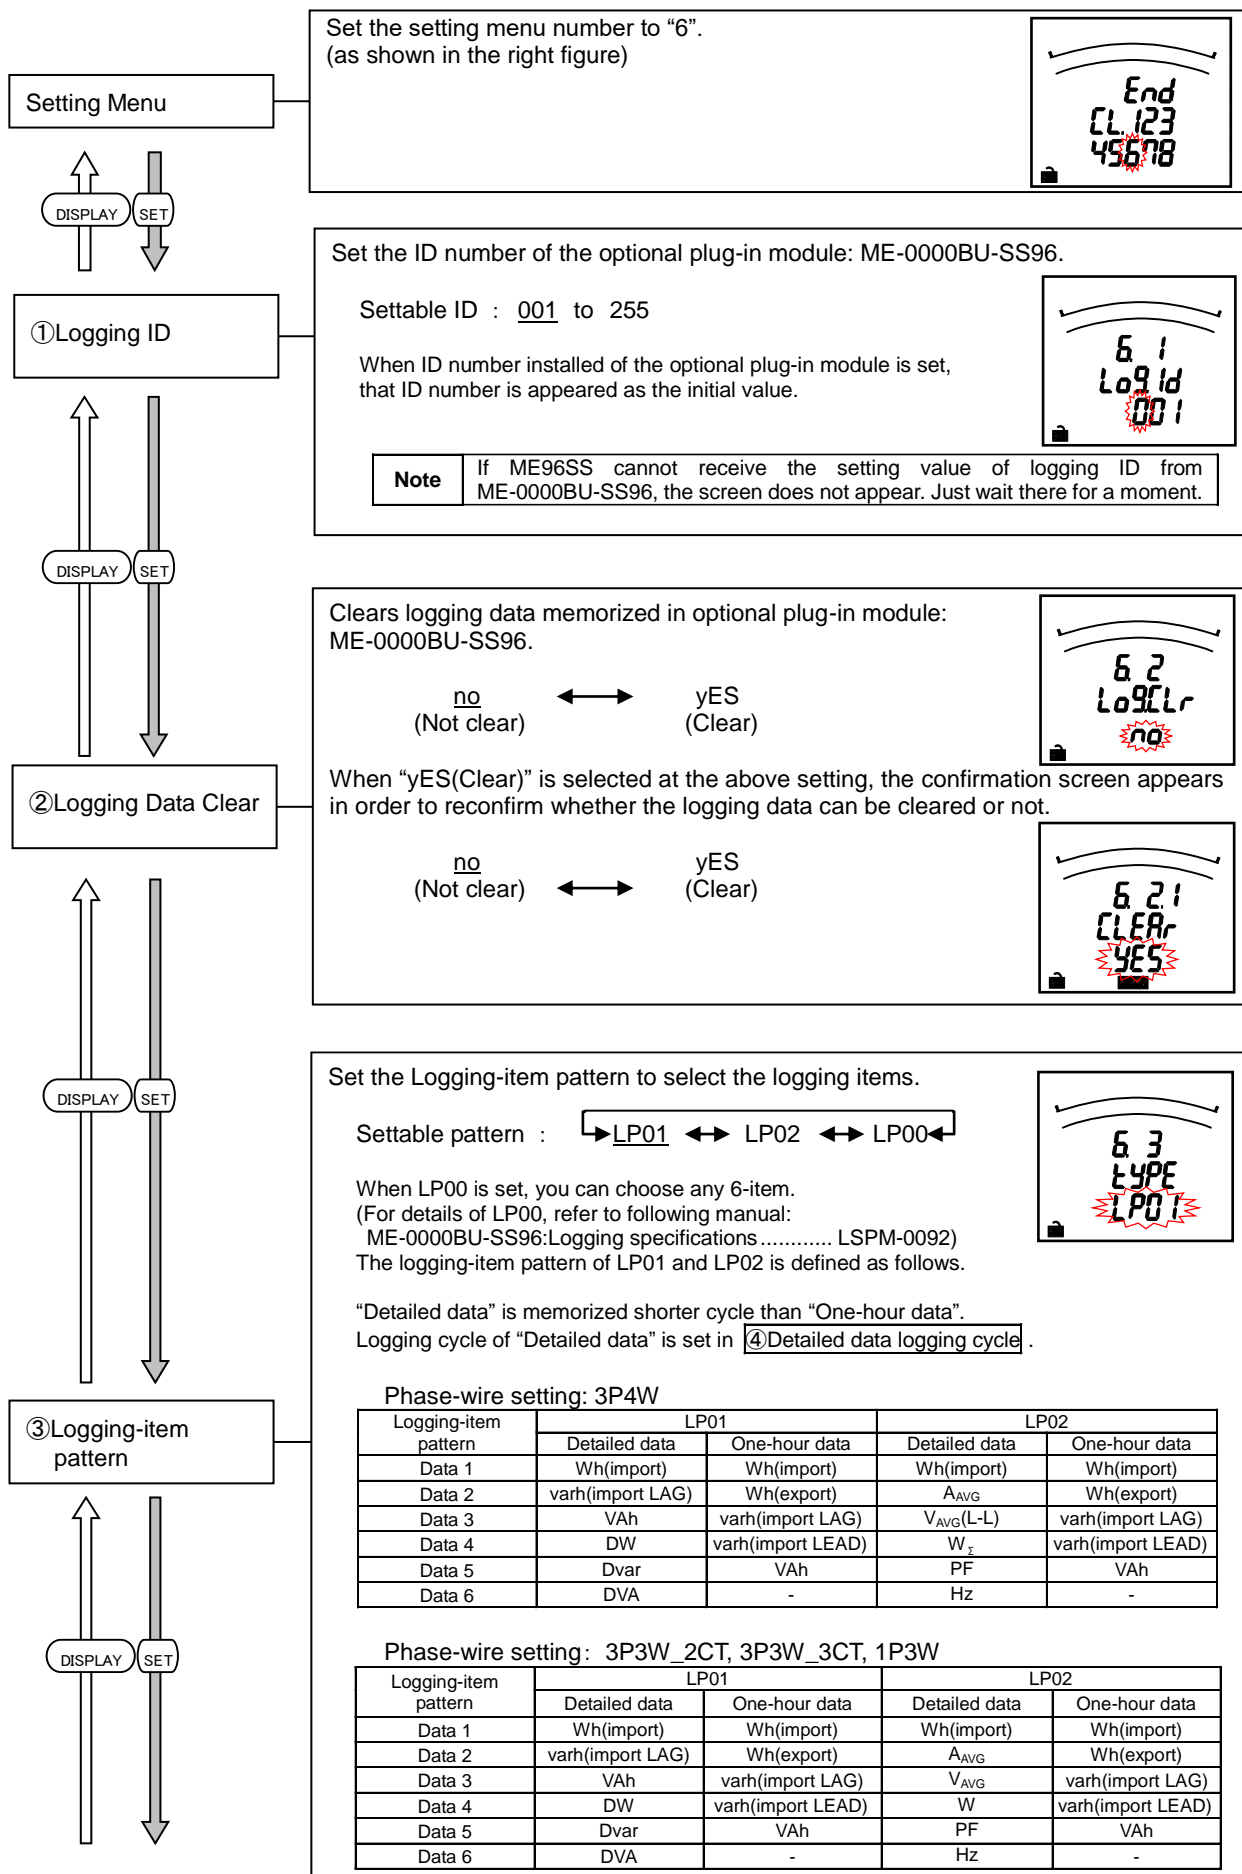 Set the setting menu number to “6”.
(as shown in the right figure)
Setting Menu
End
CL.123
45678
DISPLAY SET
Set the ID number of the optional plug-in module: ME-0000BU-SS96.
①Logging ID
Settable ID : 001 to 255
When ID number installed of the optional plug-in module is set,
that ID number is appeared as the initial value.
6. 1
Log.Id
001
Note
If ME96SS cannot receive the setting value of logging ID from
ME-0000BU-SS96, the screen does not appear. Just wait there for a moment.
DISPLAY SET
Clears logging data memorized in optional plug-in module:
ME-0000BU-SS96.
no yES
(Not clear) (Clear)
6. 2
Log.CLr
no
②Logging Data Clear
When “yES(Clear)” is selected at the above setting, the confirmation screen appears
in order to reconfirm whether the logging data can be cleared or not.
no yES
(Not clear) (Clear)
6. 2.1
CLEAr
yES
DISPLAY SET
Set the Logging-item pattern to select the logging items.
Settable pattern : LP01 LP02 LP00
6. 3
tyPE
LP01
When LP00 is set, you can choose any 6-item.
(For details of LP00, refer to following manual:
ME-0000BU-SS96:Logging specifications ............ LSPM-0092)
The logging-item pattern of LP01 and LP02 is defined as follows.
“Detailed data” is memorized shorter cycle than “One-hour data”.
Logging cycle of “Detailed data” is set in ④Detailed data logging cycle .
③Logging-item
pattern
Phase-wire setting: 3P4W
Logging-item pattern LP01 LP02
Detailed data One-hour data Detailed data One-hour data
Data 1 Wh(import) Wh(import) Wh(import) Wh(import)
Data 2 varh(import LAG) Wh(export) AAVG Wh(export)
Data 3 VAh varh(import LAG) VAVG(L-L) varh(import LAG)
Data 4 DW varh(import LEAD) WΣ varh(import LEAD)
Data 5 Dvar VAh PF VAh
Data 6 DVA - Hz -
DISPLAY SET
Phase-wire setting: 3P3W_2CT, 3P3W_3CT, 1P3W
Logging-item pattern LP01 LP02
Detailed data One-hour data Detailed data One-hour data
Data 1 Wh(import) Wh(import) Wh(import) Wh(import)
Data 2 varh(import LAG) Wh(export) AAVG Wh(export)
Data 3 VAh varh(import LAG) VAVG varh(import LAG)
Data 4 DW varh(import LEAD) W varh(import LEAD)
Data 5 Dvar VAh PF VAh
Data 6 DVA - Hz -